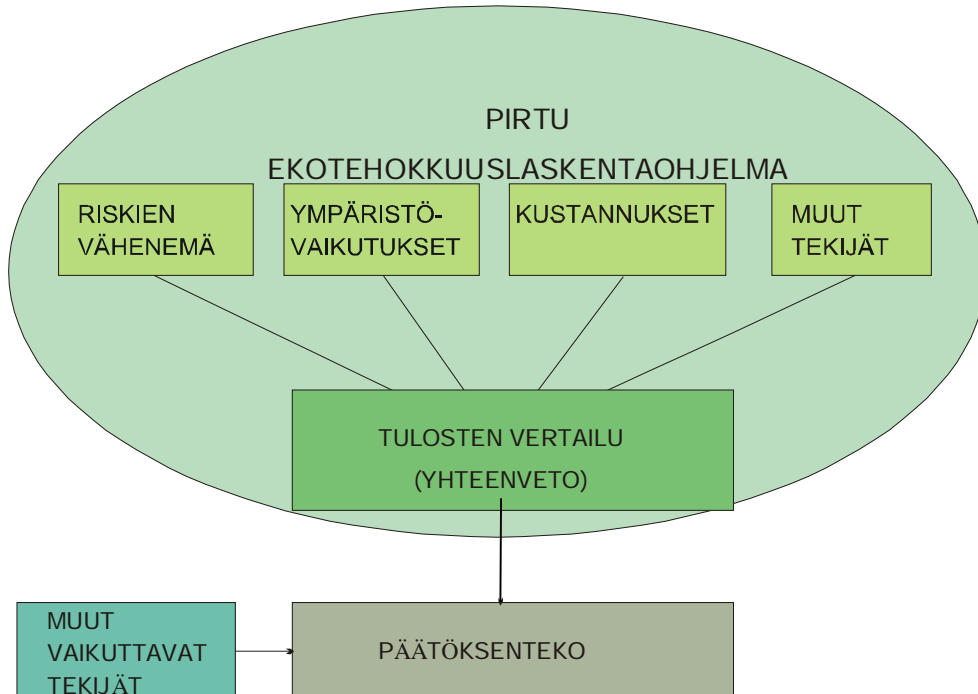 PIRTU
EKOTEHOKKUUSLASKENTAOHJELMA
RISKIEN
VÄHENEMÄ
YMPÄRISTÖ-
VAIKUTUKSET
KUSTANNUKSET
MUUT
TEKIJÄT
TULOSTEN VERTAILU
(YHTEENVETO)
MUUT
VAIKUTTAVAT
TEKIJÄT
PÄÄTÖKSENTEKO